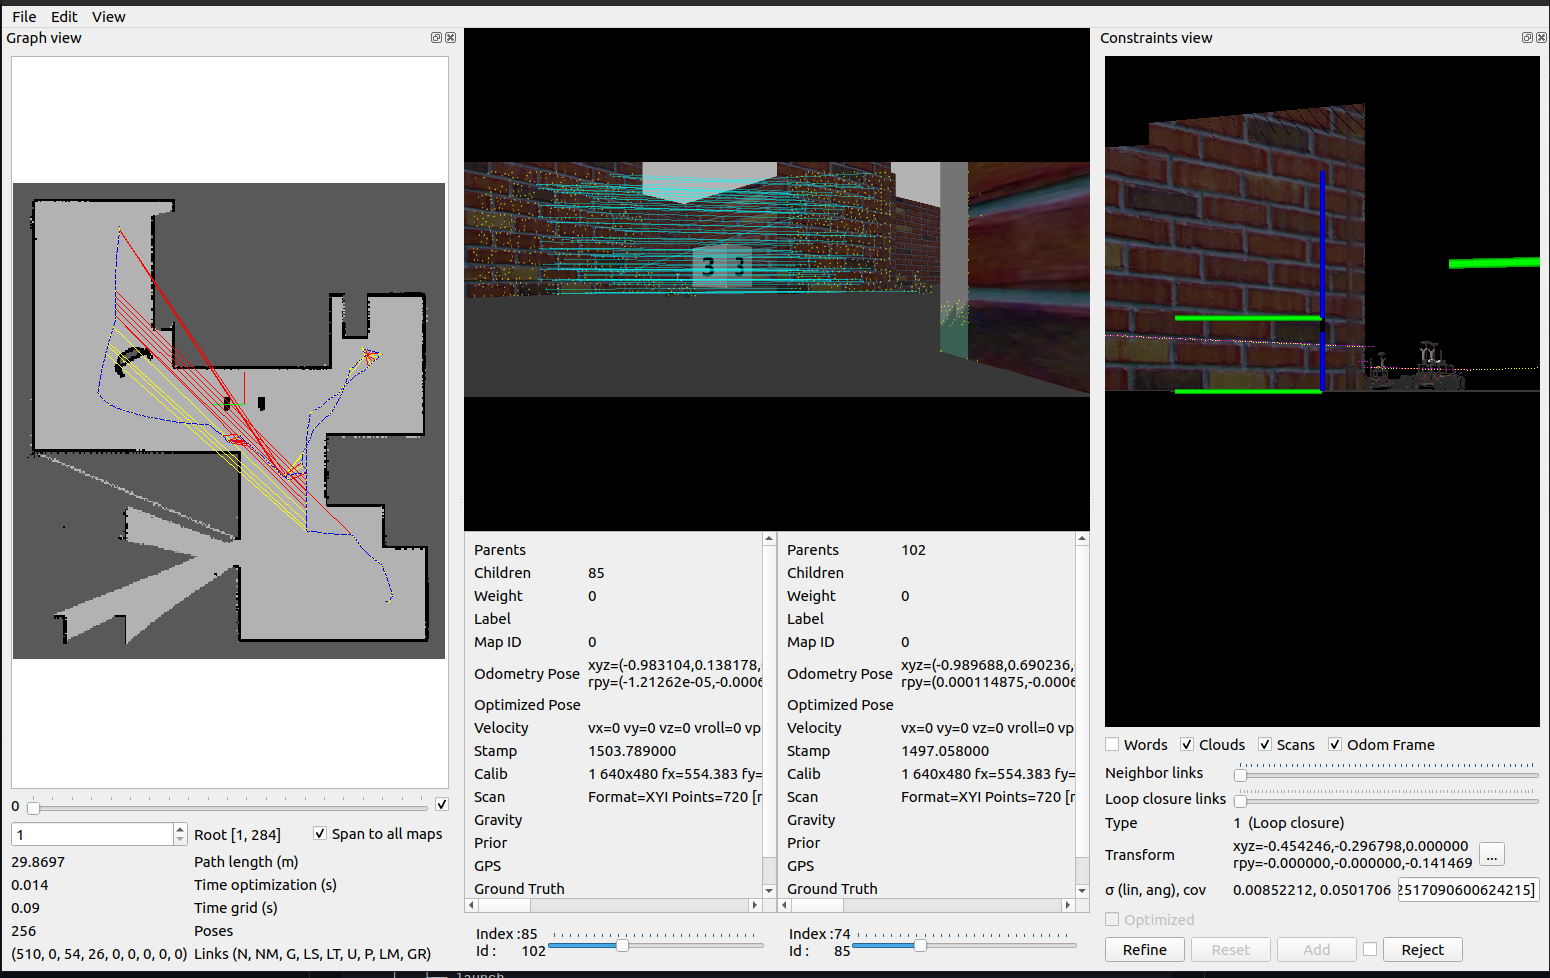 File Edit View
Graph view
Constraints view
3 3
0
1
Root [1, 284]
Span to all maps
29.8697 Path length (m)
0.014 Time optimization (s)
0.09 Time grid (s)
256 Poses
(510, 0, 54, 26, 0, 0, 0, 0, 0) Links (N, NM, G, LS, LT, U, P, LM, GR)
Parents
Children 85
Weight 0
Label
Map ID 0
Odometry Pose xyz=(-0.983104,0.138178,
rpy=(-1.21262e-05,-0.0006
Optimized Pose
Velocity vx=0 vy=0 vz=0 vroll=0 vp
Stamp 1503.789000
Calib 1 640x480 fx=554.383 fy=
Scan Format=XYI Points=720 [r
Gravity
Prior
GPS
Ground Truth
Index :85
Id : 102
Parents 102
Children
Weight 0
Label
Map ID 0
Odometry Pose xyz=(-0.989688,0.690236,
rpy=(0.000114875,-0.0006
Optimized Pose
Velocity vx=0 vy=0 vz=0 vroll=0 vp
Stamp 1497.058000
Calib 1 640x480 fx=554.383 fy=
Scan Format=XYI Points=720 [r
Gravity
Prior
GPS
Ground Truth
Index :74
Id : 85
Words Clouds Scans Odom Frame
Neighbor links
Loop closure links
Type 1 (Loop closure)
Transform xyz=-0.454246,-0.296798,0.000000
rpy=-0.000000,-0.000000,-0.141469
...
σ (lin, ang), cov 0.00852212, 0.0501706 2517090600624215]
Optimized
Refine Reset Add Reject
launch